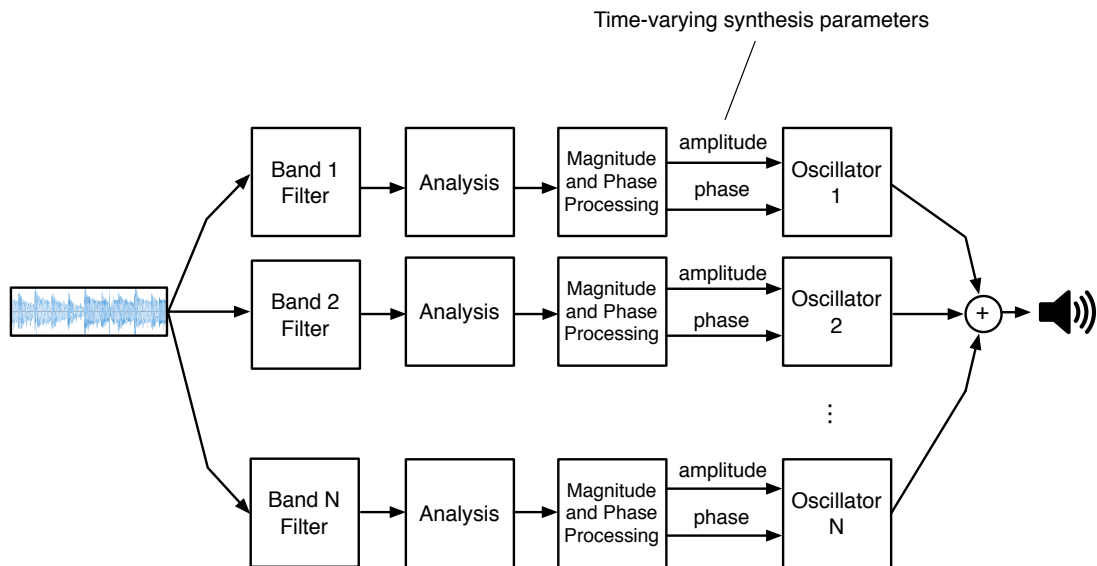 Time-varying synthesis parameters
Band 1
Filter
Analysis
Magnitude
and Phase
Processing
amplitude
phase
Oscillator
1
Band 2
Filter
Analysis
Magnitude
and Phase
Processing
amplitude
phase
Oscillator
2
+
...
Band N
Filter
Analysis
Magnitude
and Phase
Processing
amplitude
phase
Oscillator
N